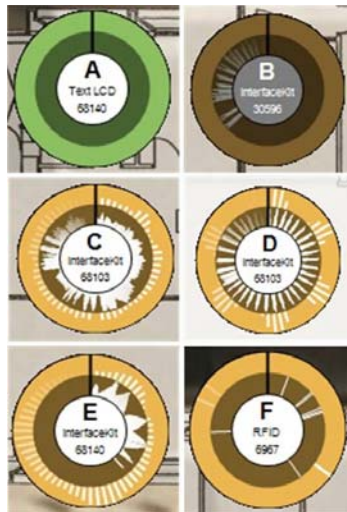 A
Text LCD
68140
B
InterfaceKit
30596
C
InterfaceKit
68103
D
InterfaceKit
68103
E
InterfaceKit
68140
F
RFID
6967